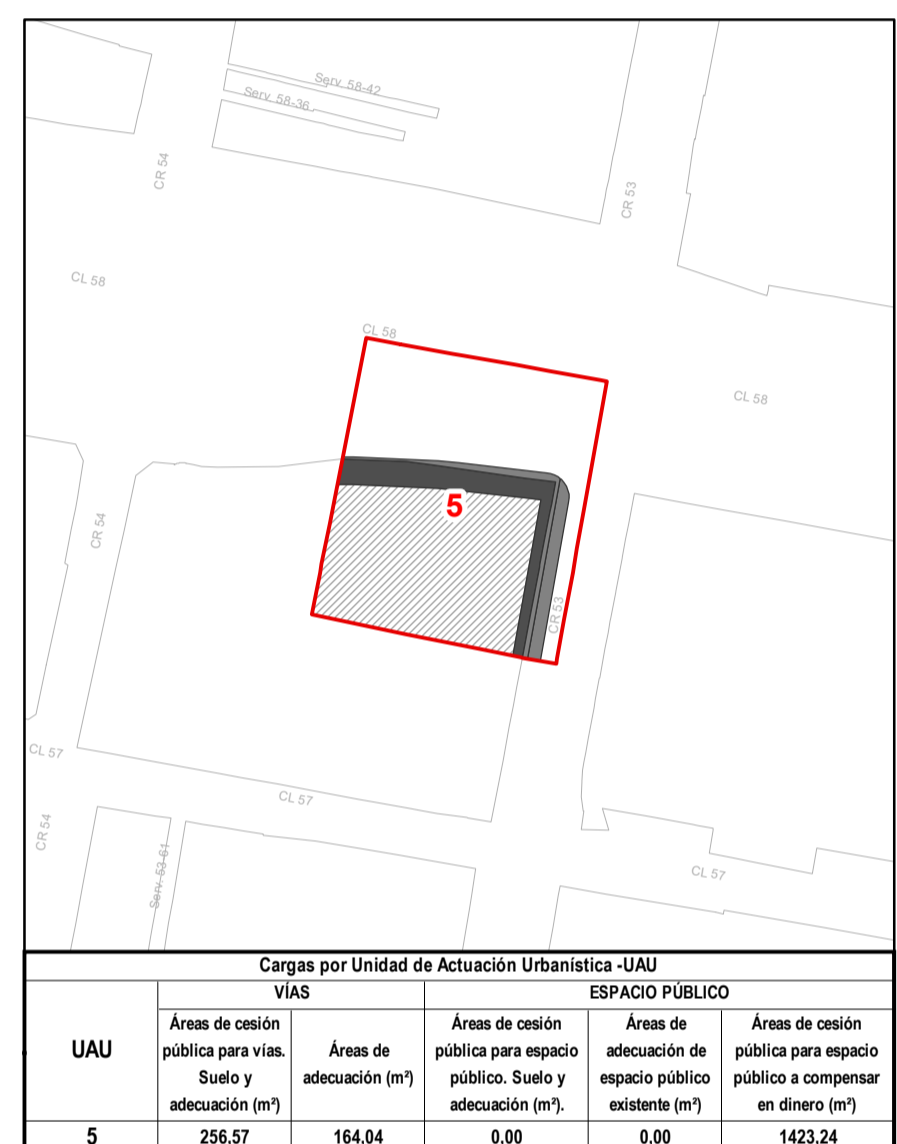 Serv. 58-42
Serv. 58-36
CR 54
CR 53
CL 58
CL 58
CL 58
5
CR 54
CR 53
CL 57
CL 57
CR 54
Serv. 53-61
CL 57
Cargas por Unidad de Actuación Urbanística -UAU
UAU
VÍAS
ESPACIO PÚBLICO
Áreas de cesión
pública para vías.
Suelo y
adecuación (m²)
Áreas de
adecuación (m²)
Áreas de cesión
pública para espacio
público. Suelo y
adecuación (m²).
Áreas de
adecuación de
espacio público
existente (m²)
Áreas de cesión
pública para espacio
público a compensar
en dinero (m²)
5 256.57 164.04 0.00 0.00 1423.24